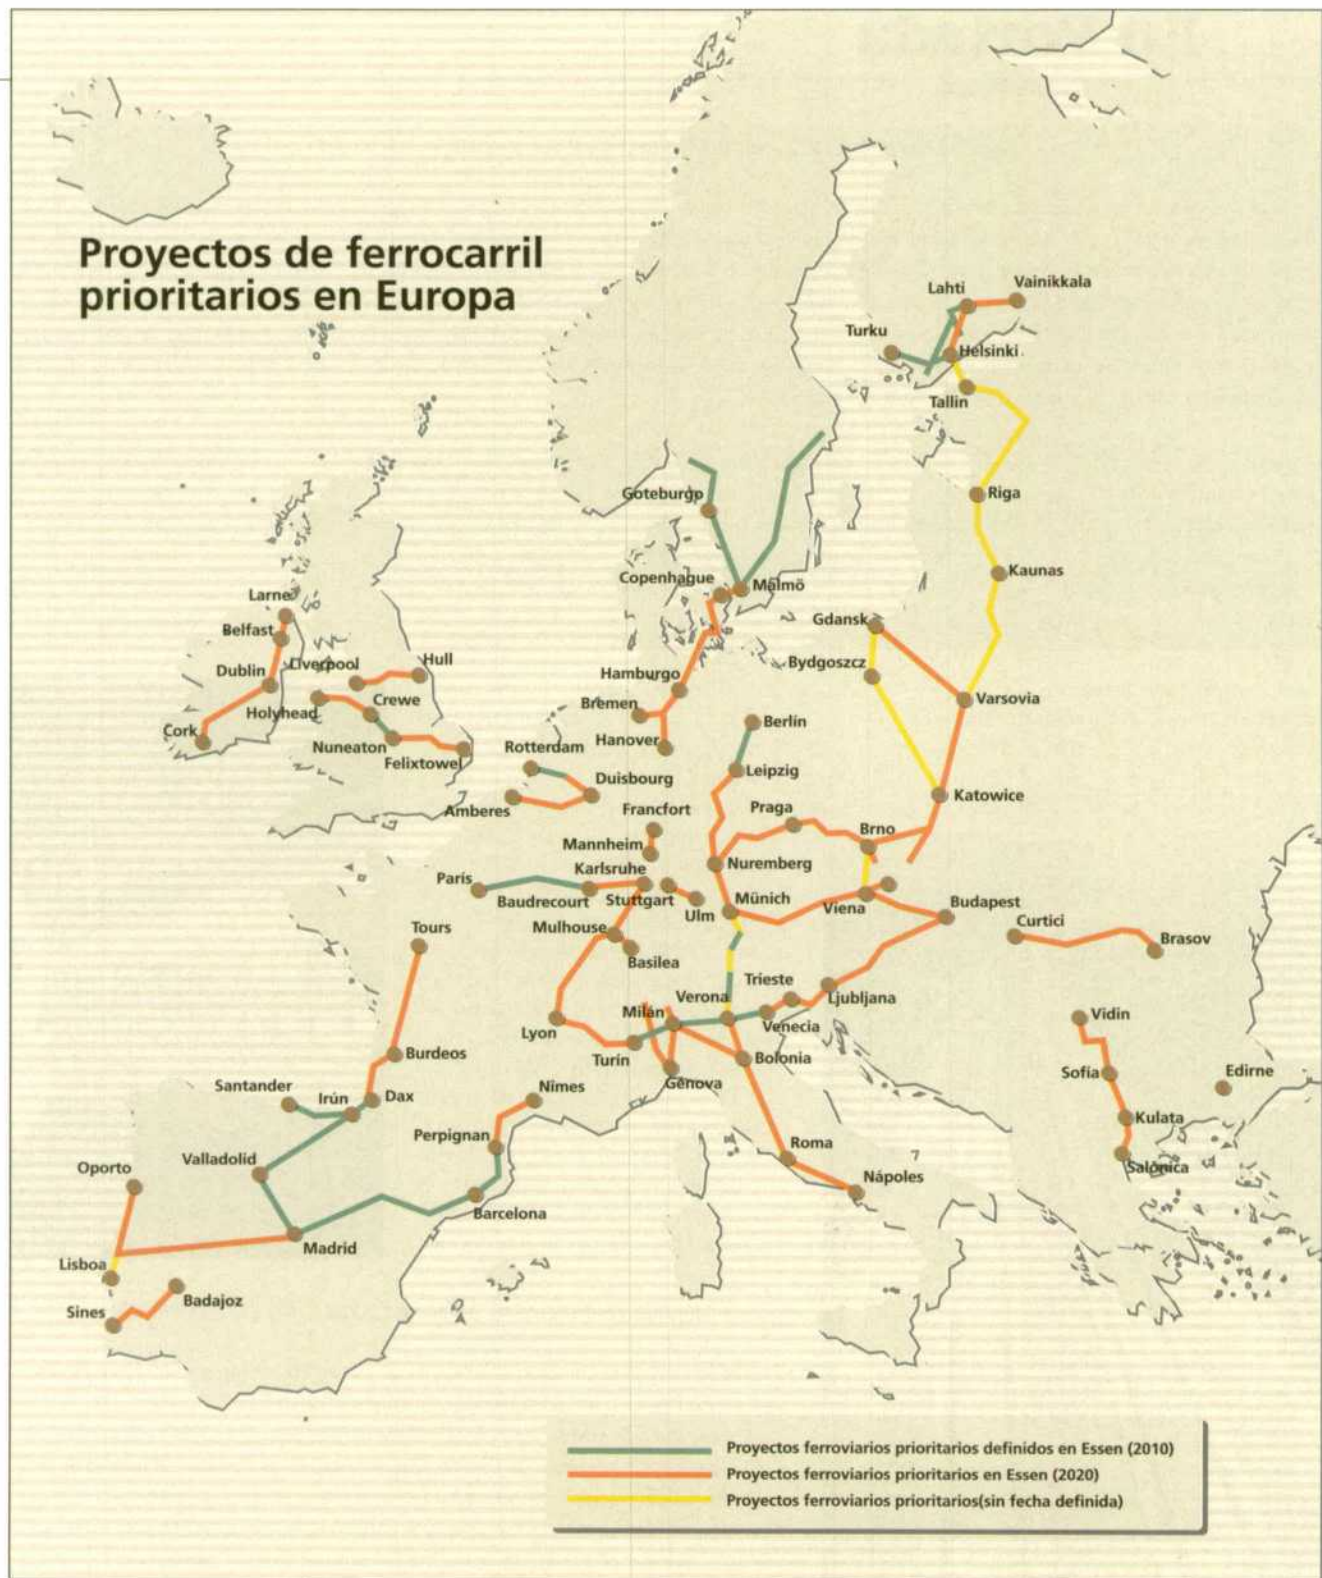 Proyectos de ferrocarril
prioritarios en Europa
Lahti
Vainikkala
Turku
Helsinki
Tallin
Goteburgo
Riga
Kaunas
Copenhague
Malmö
Larne
Gdansk
Belfast
Bydgoszcz
Dublin
Liverpool
Hull
Hamburgo
Varsovia
Holyhead
Crewe
Bremen
Berlín
Cork
Nuneaton
Hanover
Felixtowel
Rotterdam
Leipzig
Duisbourg
Katowice
Amberes
Francfort
Praga
Brno
Mannheim
Nuremberg
Karlsruhe
París
Baudrecourt
Stuttgart
Ulm
Münich
Viena
Budapest
Curtici
Tours
Mulhouse
Brasov
Basilea
Trieste
Verona
Ljubljana
Milán
Venecia
Vidin
Lyon
Turín
Burdeos
Bolonia
Génova
Sofía
Edirne
Santander
Irún
Dax
Nîmes
Kulata
Perpignan
Roma
Salónica
Valladolid
Oporto
Nápoles
Barcelona
Madrid
Lisboa
Badajoz
Sines
Proyectos ferroviarios prioritarios definidos en Essen (2010)
Proyectos ferroviarios prioritarios en Essen (2020)
Proyectos ferroviarios prioritarios(sin fecha definida)